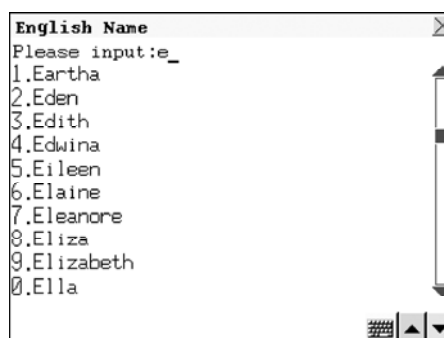 English Name
Please input:e_
1.Eartha
2.Eden
3.Edith
4.Edwina
5.Eileen
6.Elaine
7.Eleanore
8.Eliza
9.Elizabeth
0.Ella